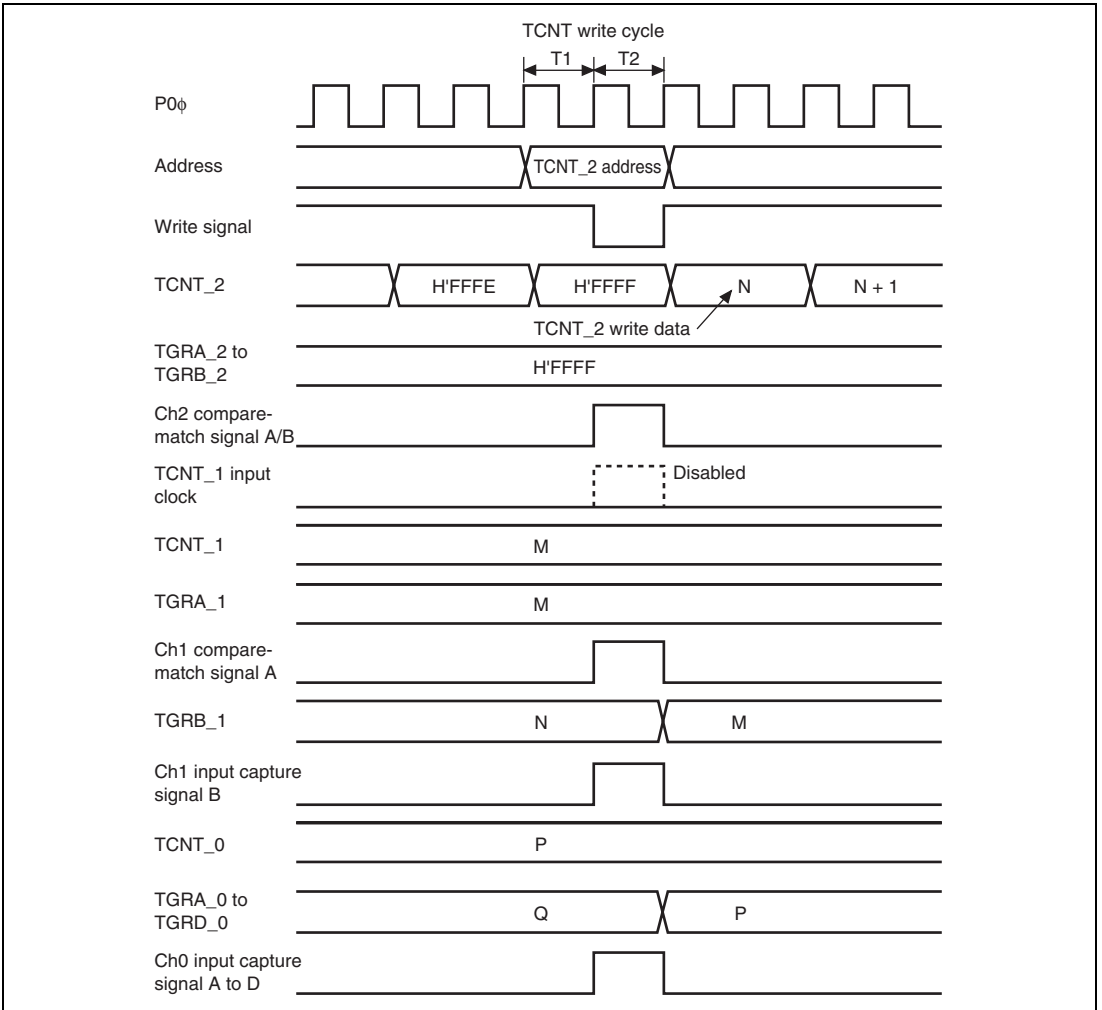 TCNT write cycle
T1 T2
P0ϕ
Address
TCNT_2 address
Write signal
TCNT_2
H'FFFE H'FFFF N N + 1
TCNT_2 write data
TGRA_2 to
TGRB_2
H'FFFF
Ch2 compare-
match signal A/B
TCNT_1 input
clock
Disabled
TCNT_1
M
TGRA_1
M
Ch1 compare-
match signal A
TGRB_1
N M
Ch1 input capture
signal B
TCNT_0
P
TGRA_0 to
TGRD_0
Q P
Ch0 input capture
signal A to D